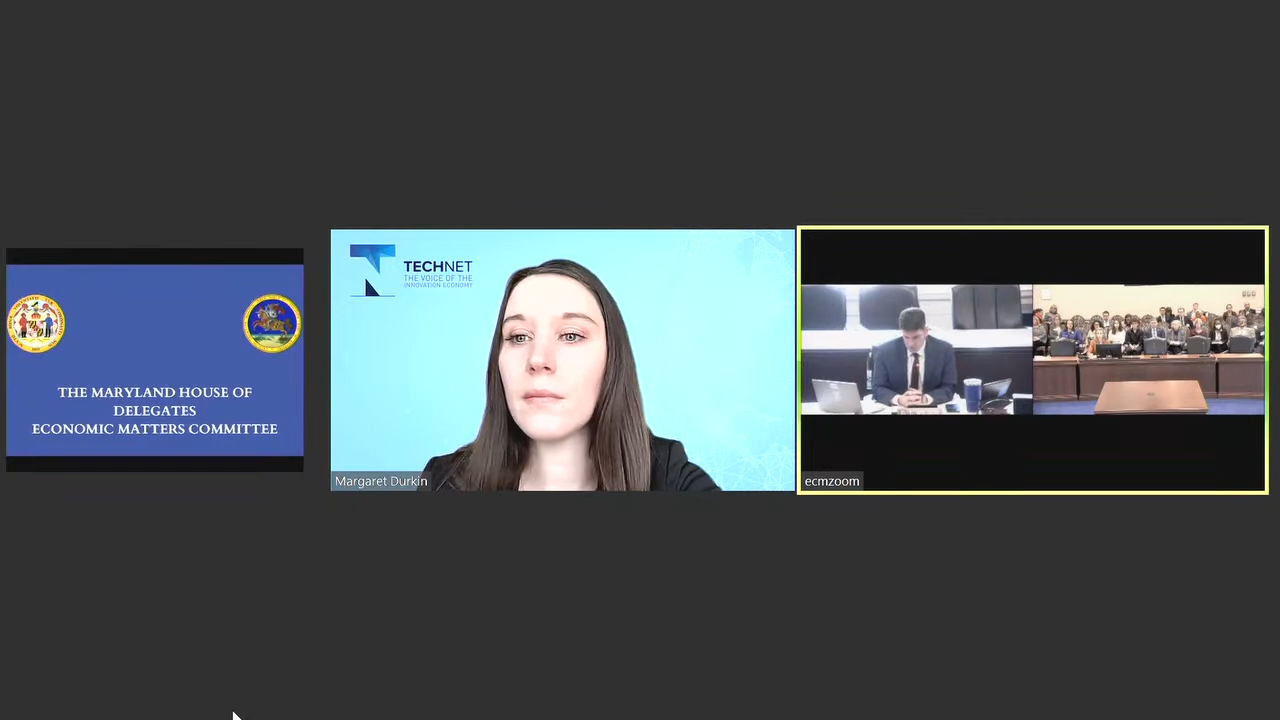 THE MARYLAND HOUSE OF
DELEGATES
ECONOMIC MATTERS COMMITTEE
TECHNET
THE VOICE OF THE
INNOVATION ECONOMY
Margaret Durkin
ecmzoom